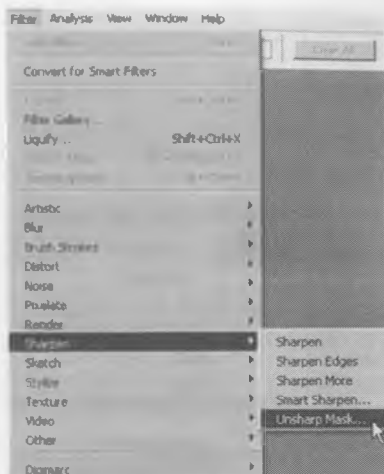 Filter Analysis View Window Help
Clear All
Convert for Smart Filters
Filter Gallery...
Liquify... Shift+Ctrl+X
Artistic
Blur
Brush Strokes
Distort
Noise
Pixelate
Render
Sharpen
Sketch
Stylize
Texture
Video
Other
Digimarc
Sharpen
Sharpen Edges
Sharpen More
Smart Sharpen...
Unsharp Mask...